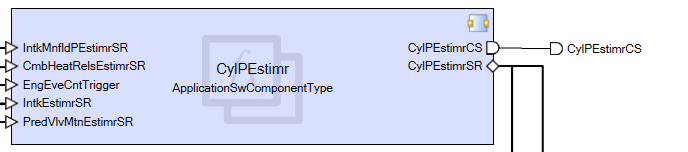 IntkMnfldPEstimrSR
CylPEstimrCS
CylPEstimrCS
CmbHeatRelsEstimrSR
CylPEstimr
CylPEstimrSR
EngEveCntTrigger
ApplicationSwComponentType
IntkEstimrSR
PredVlvMtnEstimrSR